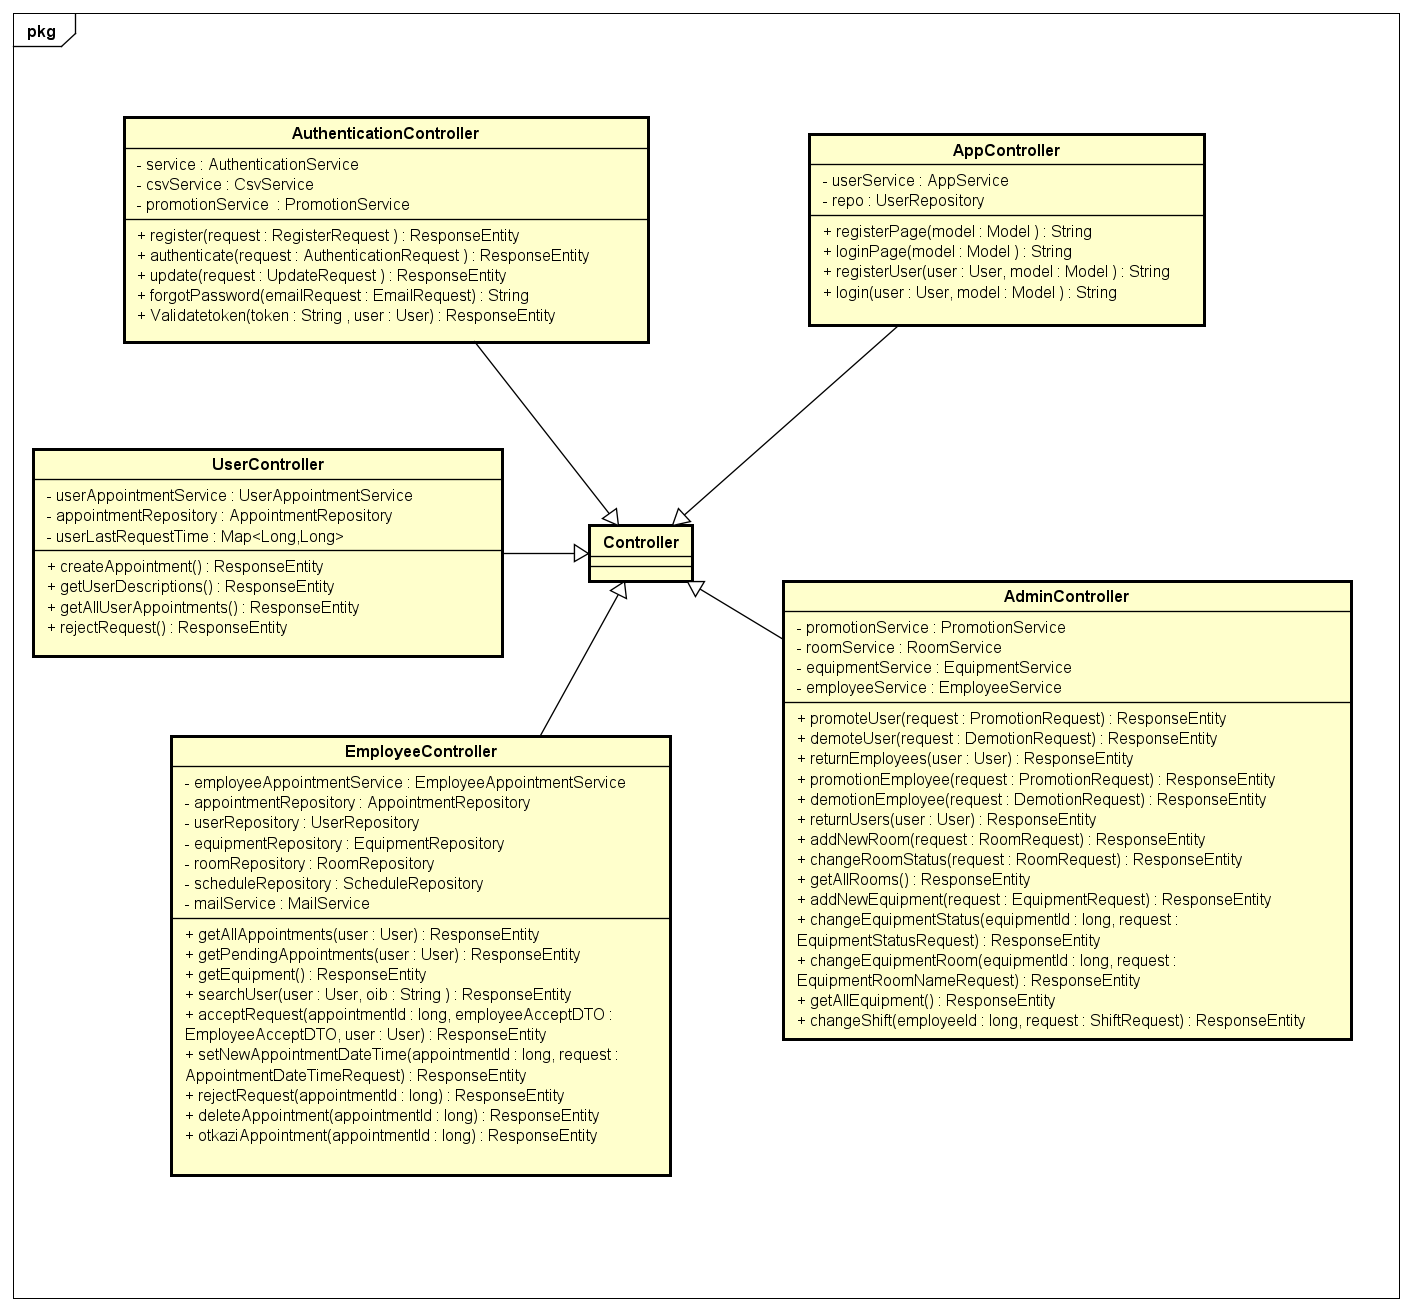 pkg
AuthenticationController
- service : AuthenticationService
- csvService : CsvService
- promotionService  : PromotionService
+ register(request : RegisterRequest ) : ResponseEntity
+ authenticate(request : AuthenticationRequest ) : ResponseEntity
+ update(request : UpdateRequest ) : ResponseEntity
+ forgotPassword(emailRequest : EmailRequest) : String
+ Validatetoken(token : String , user : User) : ResponseEntity
AppController
- userService : AppService
- repo : UserRepository
+ registerPage(model : Model ) : String
+ loginPage(model : Model ) : String
+ registerUser(user : User, model : Model ) : String
+ login(user : User, model : Model ) : String
UserController
- userAppointmentService : UserAppointmentService
- appointmentRepository : AppointmentRepository
- userLastRequestTime : Map<Long,Long>
+ createAppointment() : ResponseEntity
+ getUserDescriptions() : ResponseEntity
+ getAllUserAppointments() : ResponseEntity
+ rejectRequest() : ResponseEntity
Controller
AdminController
- promotionService : PromotionService
- roomService : RoomService
- equipmentService : EquipmentService
- employeeService : EmployeeService
+ promoteUser(request : PromotionRequest) : ResponseEntity
+ demoteUser(request : DemotionRequest) : ResponseEntity
+ returnEmployees(user : User) : ResponseEntity
+ promotionEmployee(request : PromotionRequest) : ResponseEntity
+ demotionEmployee(request : DemotionRequest) : ResponseEntity
+ returnUsers(user : User) : ResponseEntity
+ addNewRoom(request : RoomRequest) : ResponseEntity
+ changeRoomStatus(request : RoomRequest) : ResponseEntity
+ getAllRooms() : ResponseEntity
+ addNewEquipment(request : EquipmentRequest) : ResponseEntity
+ changeEquipmentStatus(equipmentId : long, request :
EquipmentStatusRequest) : ResponseEntity
+ changeEquipmentRoom(equipmentId : long, request :
EquipmentRoomNameRequest) : ResponseEntity
+ getAllEquipment() : ResponseEntity
+ changeShift(employeeId : long, request : ShiftRequest) : ResponseEntity
EmployeeController
- employeeAppointmentService : EmployeeAppointmentService
- appointmentRepository : AppointmentRepository
- userRepository : UserRepository
- equipmentRepository : EquipmentRepository
- roomRepository : RoomRepository
- scheduleRepository : ScheduleRepository
- mailService : MailService
+ getAllAppointments(user : User) : ResponseEntity
+ getPendingAppointments(user : User) : ResponseEntity
+ getEquipment() : ResponseEntity
+ searchUser(user : User, oib : String ) : ResponseEntity
+ acceptRequest(appointmentId : long, employeeAcceptDTO :
EmployeeAcceptDTO, user : User) : ResponseEntity
+ setNewAppointmentDateTime(appointmentId : long, request :
AppointmentDateTimeRequest) : ResponseEntity
+ rejectRequest(appointmentId : long) : ResponseEntity
+ deleteAppointment(appointmentId : long) : ResponseEntity
+ otkaziAppointment(appointmentId : long) : ResponseEntity